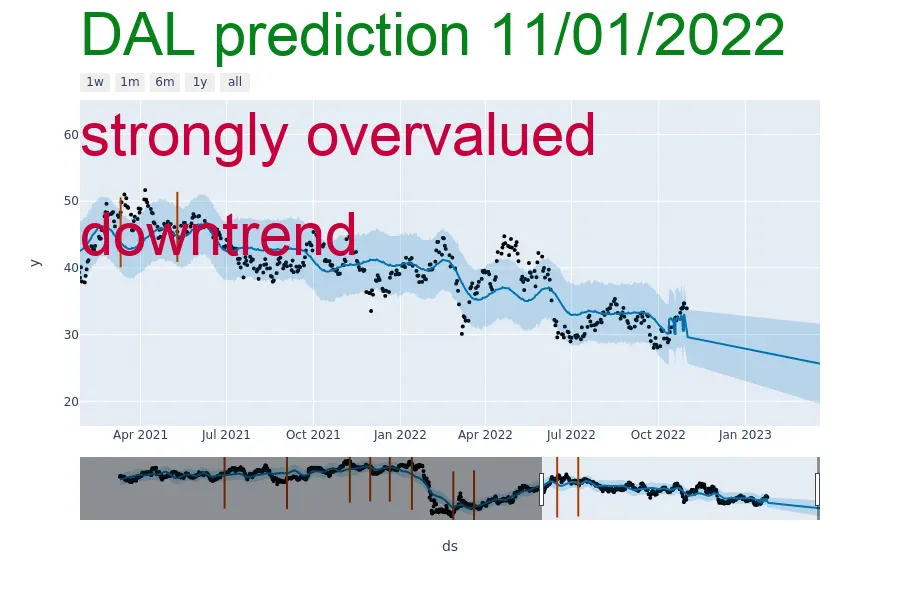 DAL prediction 11/01/2022
1w 1m 6m 1y all
strongly overvalued
downtrend
60
50
40
30
20
y
Apr 2021 Jul 2021 Oct 2021 Jan 2022 Apr 2022 Jul 2022 Oct 2022 Jan 2023
ds